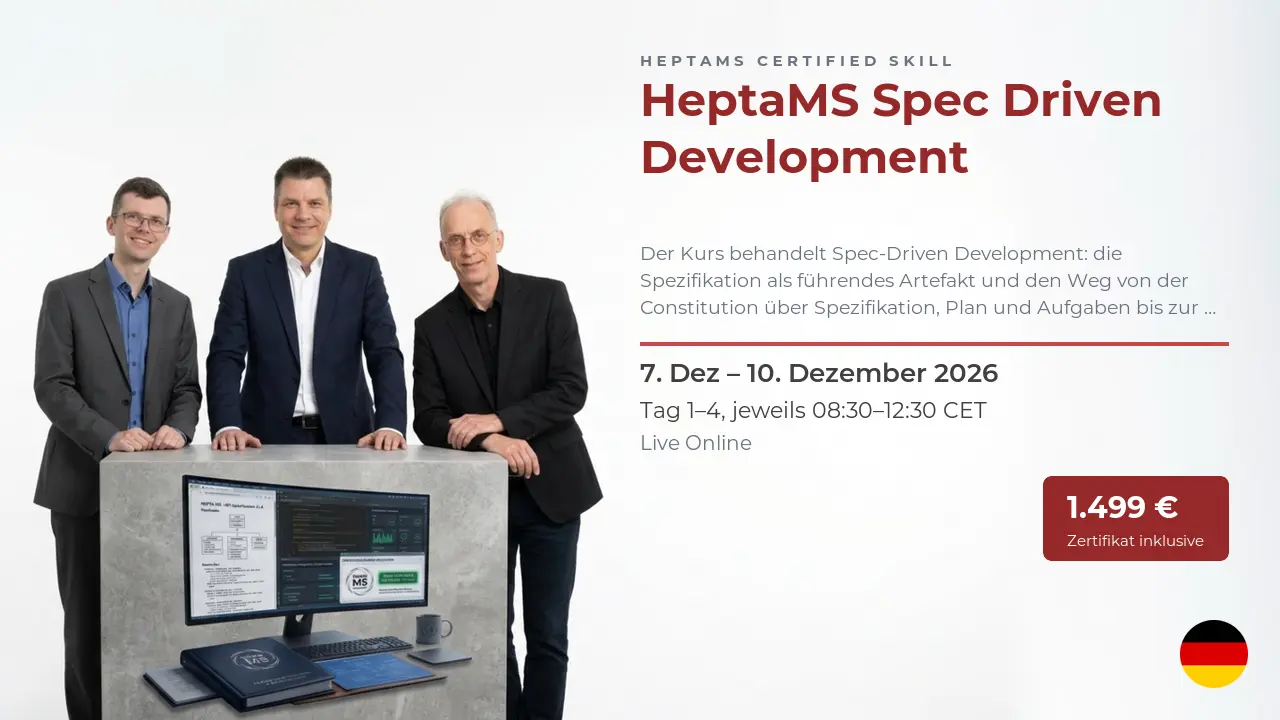 HEPTAMS CERTIFIED SKILL
HeptaMS Spec Driven
Development
Der Kurs behandelt Spec-Driven Development: die
Spezifikation als führendes Artefakt und den Weg von der
Constitution über Spezifikation, Plan und Aufgaben bis zur ...
7. Dez – 10. Dezember 2026
Tag 1–4, jeweils 08:30–12:30 CET
Live Online
1.499 €
Zertifikat inklusive
MS
MS